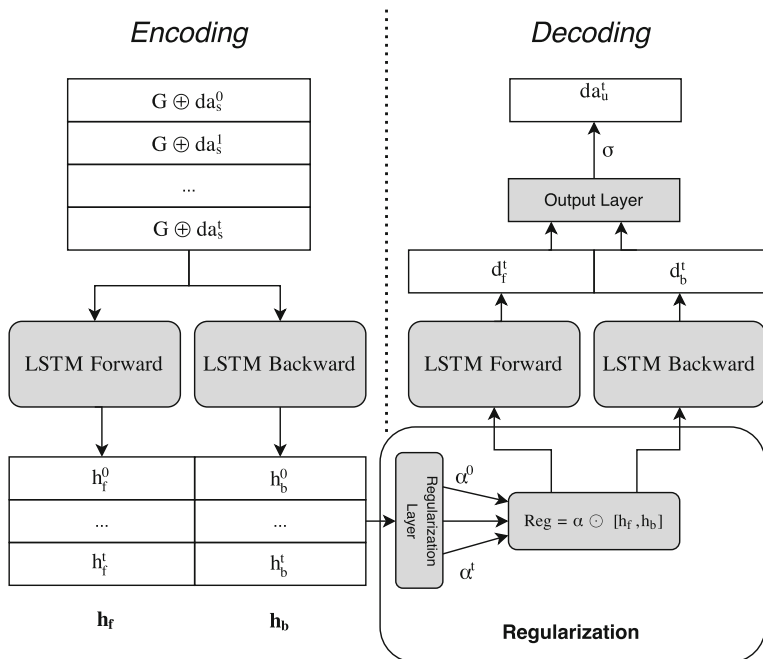 Encoding
Decoding
G ⊕ da_s^0
G ⊕ da_s^1
...
G ⊕ da_s^t
da_u^t
σ
Output Layer
d_f^t
d_b^t
LSTM Forward
LSTM Backward
LSTM Forward
LSTM Backward
h_f^0
h_b^0
...
...
h_f^t
h_b^t
h_f
h_b
Regularization
Layer
α^0
α^t
Reg = α ⊙ [h_f, h_b]
Regularization